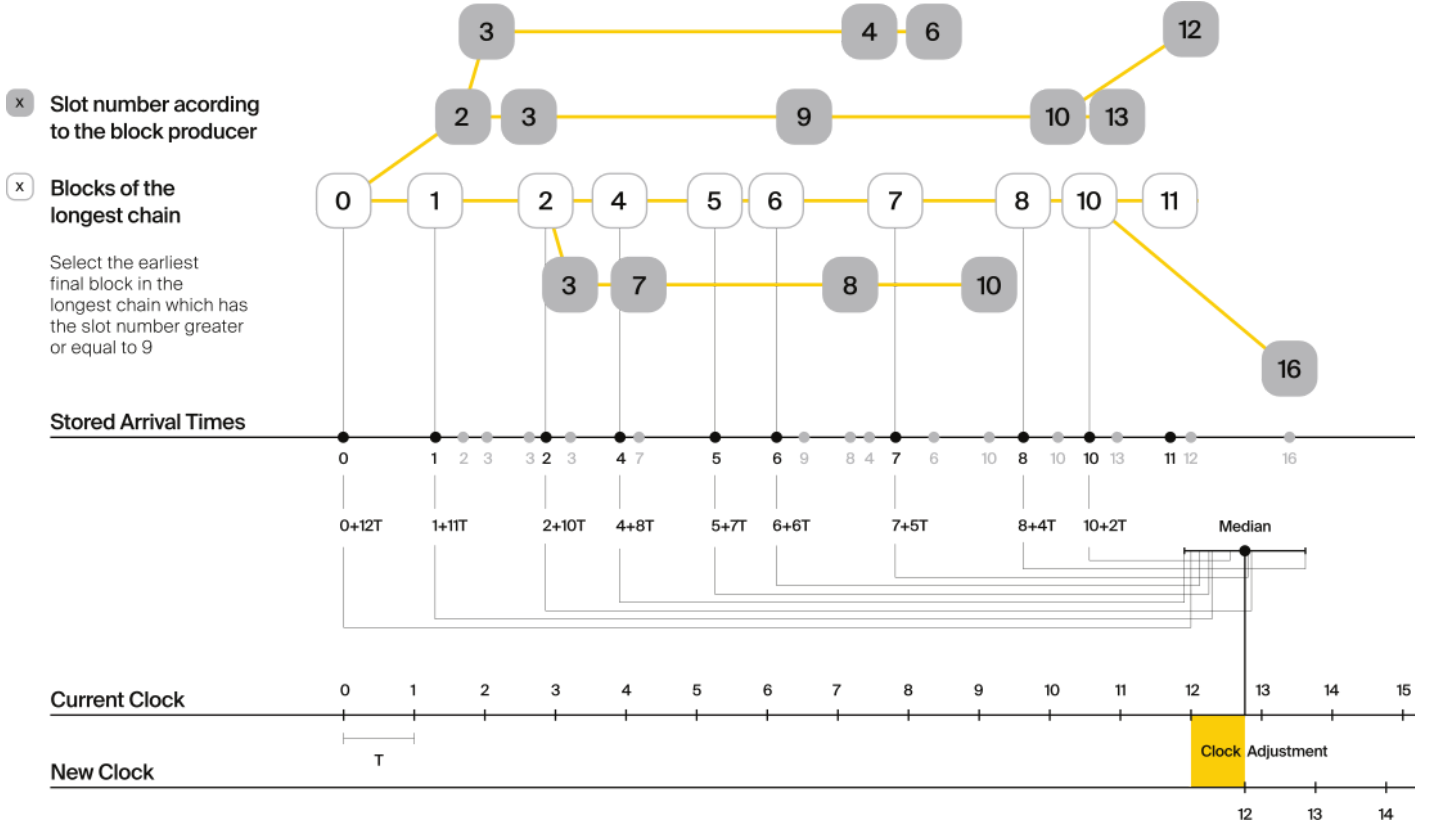 3 4 6 12
x Slot number acording
to the block producer
2 3 9 10 13
x Blocks of the
longest chain
0 1 2 4 5 6 7 8 10 11
Select the earliest
final block in the
longest chain which has
the slot number greater
or equal to 9
3 7 8 10
16
Stored Arrival Times
0 1 2 3 3 2 3 4 7 5 6 9 8 4 7 6 10 8 10 10 13 11 12 16
0+12T 1+11T 2+10T 4+8T 5+7T 6+6T 7+5T 8+4T 10+2T Median
Current Clock 0 1 2 3 4 5 6 7 8 9 10 11 12 13 14 15
T
Clock Adjustment
New Clock
12 13 14